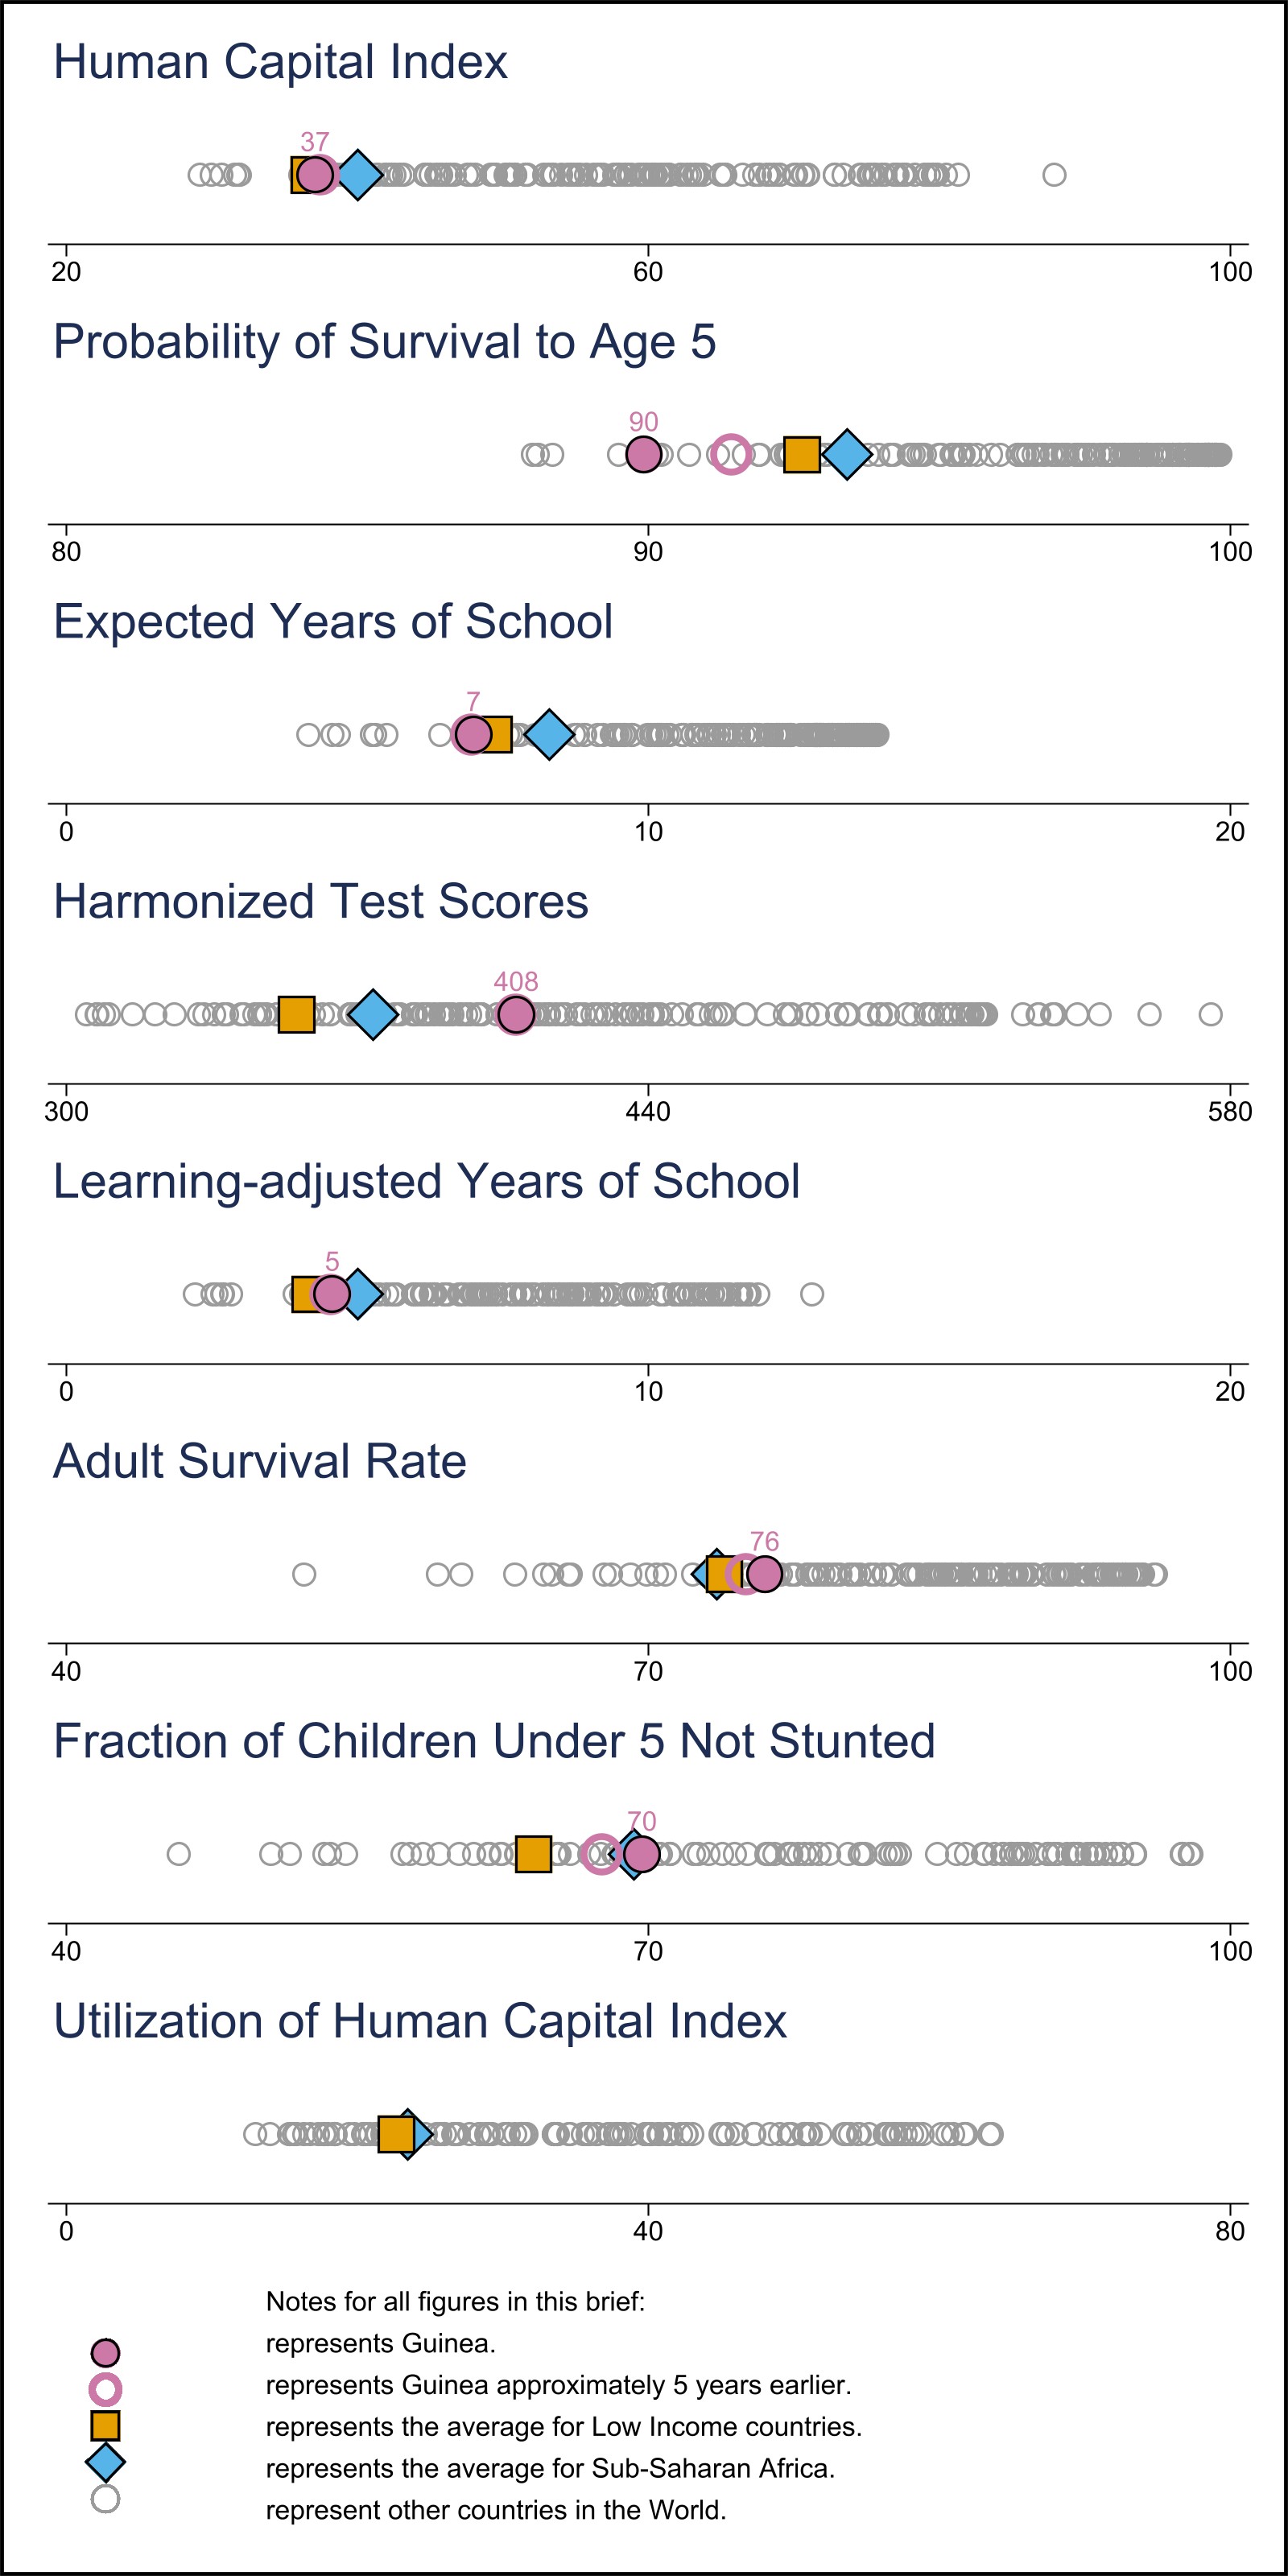 Human Capital Index
37
20 60 100
Probability of Survival to Age 5
90
80 90 100
Expected Years of School
7
0 10 20
Harmonized Test Scores
408
300 440 580
Learning-adjusted Years of School
5
0 10 20
Adult Survival Rate
76
40 70 100
Fraction of Children Under 5 Not Stunted
70
40 70 100
Utilization of Human Capital Index
0 40 80
Notes for all figures in this brief:
represents Guinea.
represents Guinea approximately 5 years earlier.
represents the average for Low Income countries.
represents the average for Sub-Saharan Africa.
represent other countries in the World.